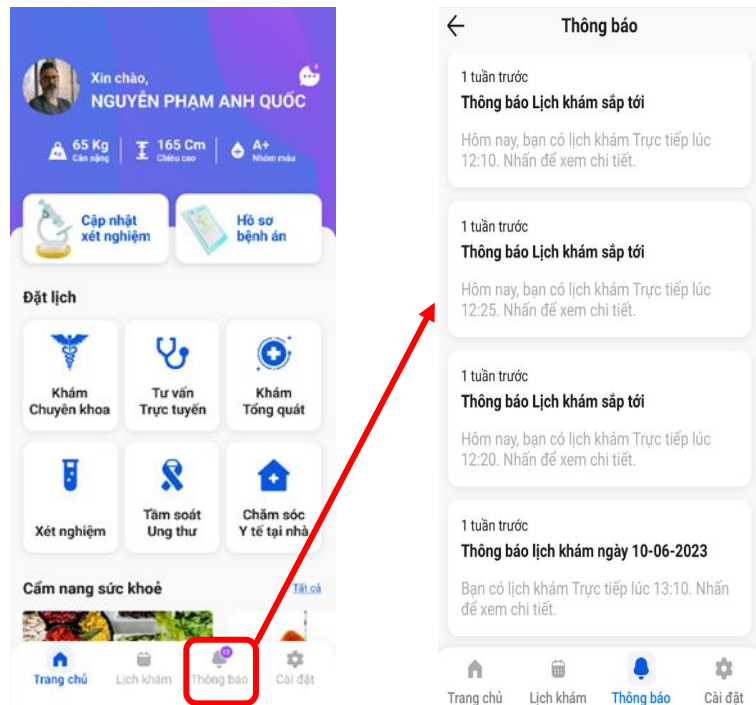 Xin chào,
NGUYỄN PHẠM ANH QUỐC
65 Kg
Cân nặng
165 Cm
Chiều cao
A+
Nhóm máu
Cập nhật
xét nghiệm
Hồ sơ
bệnh án
Đặt lịch
Khám
Chuyên khoa
Tư vấn
Trực tuyến
Khám
Tổng quát
Xét nghiệm
Tầm soát
Ung thư
Chăm sóc
Y tế tại nhà
Cẩm nang sức khoẻ
Tất cả
12
Trang chủ
Lịch khám
Thông báo
Cài đặt
Thông báo
1 tuần trước
Thông báo Lịch khám sắp tới
Hôm nay, bạn có lịch khám Trực tiếp lúc
12:10. Nhấn để xem chi tiết.
1 tuần trước
Thông báo Lịch khám sắp tới
Hôm nay, bạn có lịch khám Trực tiếp lúc
12:25. Nhấn để xem chi tiết.
1 tuần trước
Thông báo Lịch khám sắp tới
Hôm nay, bạn có lịch khám Trực tiếp lúc
12:20. Nhấn để xem chi tiết.
1 tuần trước
Thông báo lịch khám ngày 10-06-2023
Bạn có lịch khám Trực tiếp lúc 13:10. Nhấn
để xem chi tiết.
Trang chủ
Lịch khám
Thông báo
Cài đặt